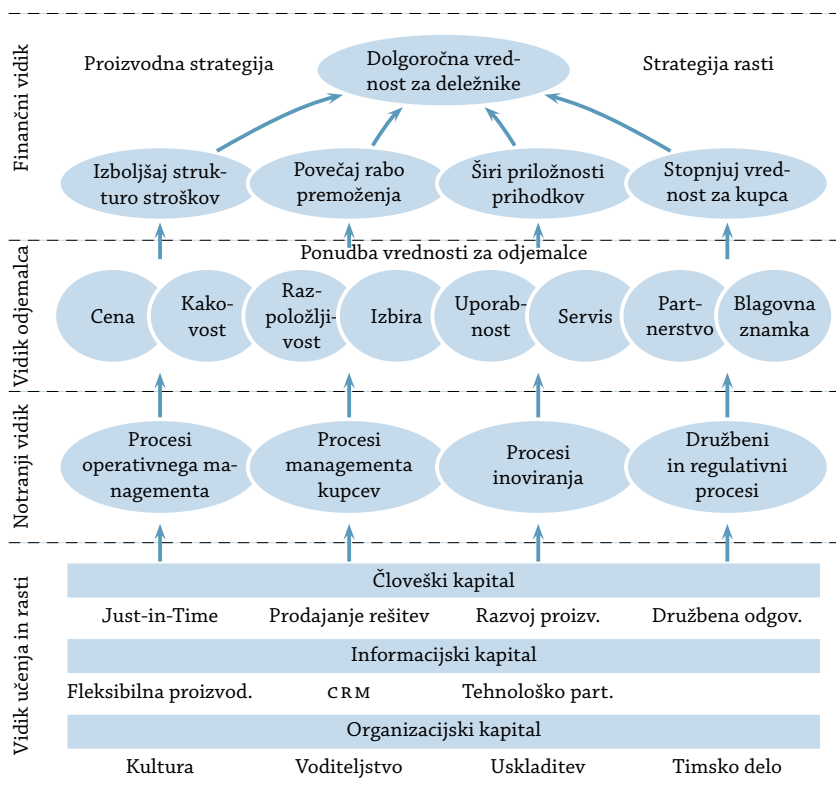 Finančni vidik
Proizvodna strategija
Dolgoročna vred-
nost za deležnike
Strategija rasti
Izboljšaj struk-
turo stroškov
Povečaj rabo
premoženja
Širi priložnosti
prihodkov
Stopnjuj vred-
nost za kupca
Vidik odjemalca
Ponudba vrednosti za odjemalce
Cena
Kako-
vost
Raz-
položlji-
vost
Izbira
Uporab-
nost
Servis
Part-
nerstvo
Blagovna
znamka
Notranji vidik
Procesi
operativnega ma-
nagementa
Procesi
managementa
kupcev
Procesi
inoviranja
Družbeni
in regulativni
procesi
Vidik učenja in rasti
Človeški kapital
Just-in-Time Prodajanje rešitev Razvoj proizv. Družbena odgov.
Informacijski kapital
Fleksibilna proizvod. CRM Tehnološko part.
Organizacijski kapital
Kultura Voditeljstvo Uskladitev Timsko delo